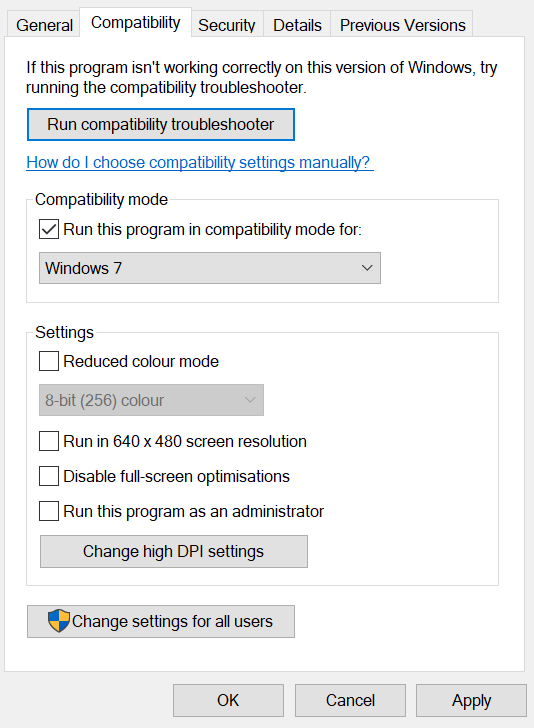 General
Compatibility
Security
Details
Previous Versions
If this program isn't working correctly on this version of Windows, try
running the compatibility troubleshooter.
Run compatibility troubleshooter
How do I choose compatibility settings manually?
Compatibility mode
Run this program in compatibility mode for:
Windows 7
Settings
Reduced colour mode
8-bit (256) colour
Run in 640 x 480 screen resolution
Disable full-screen optimisations
Run this program as an administrator
Change high DPI settings
Change settings for all users
OK
Cancel
Apply